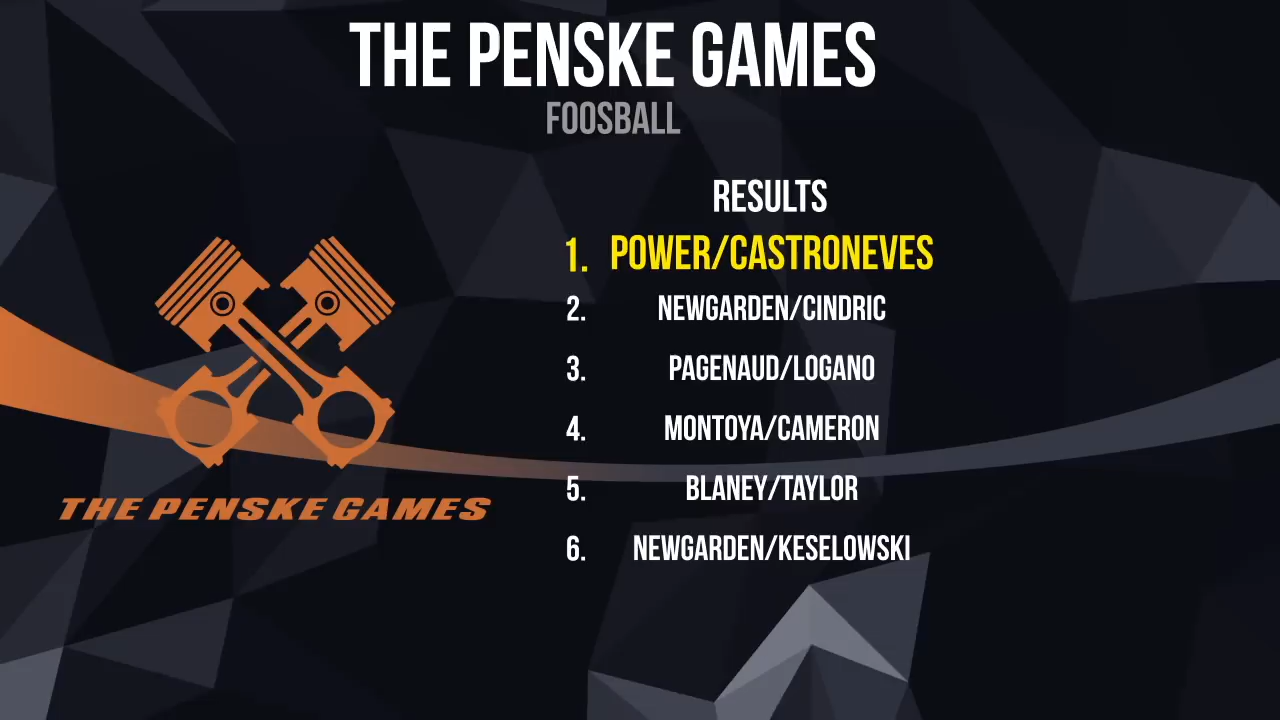 THE PENSKE GAMES
FOOSBALL
RESULTS
1. POWER/CASTRONEVES
2. NEWGARDEN/CINDRIC
3. PAGENAUD/LOGANO
4. MONTOYA/CAMERON
5. BLANEY/TAYLOR
6. NEWGARDEN/KESELOWSKI
THE PENSKE GAMES